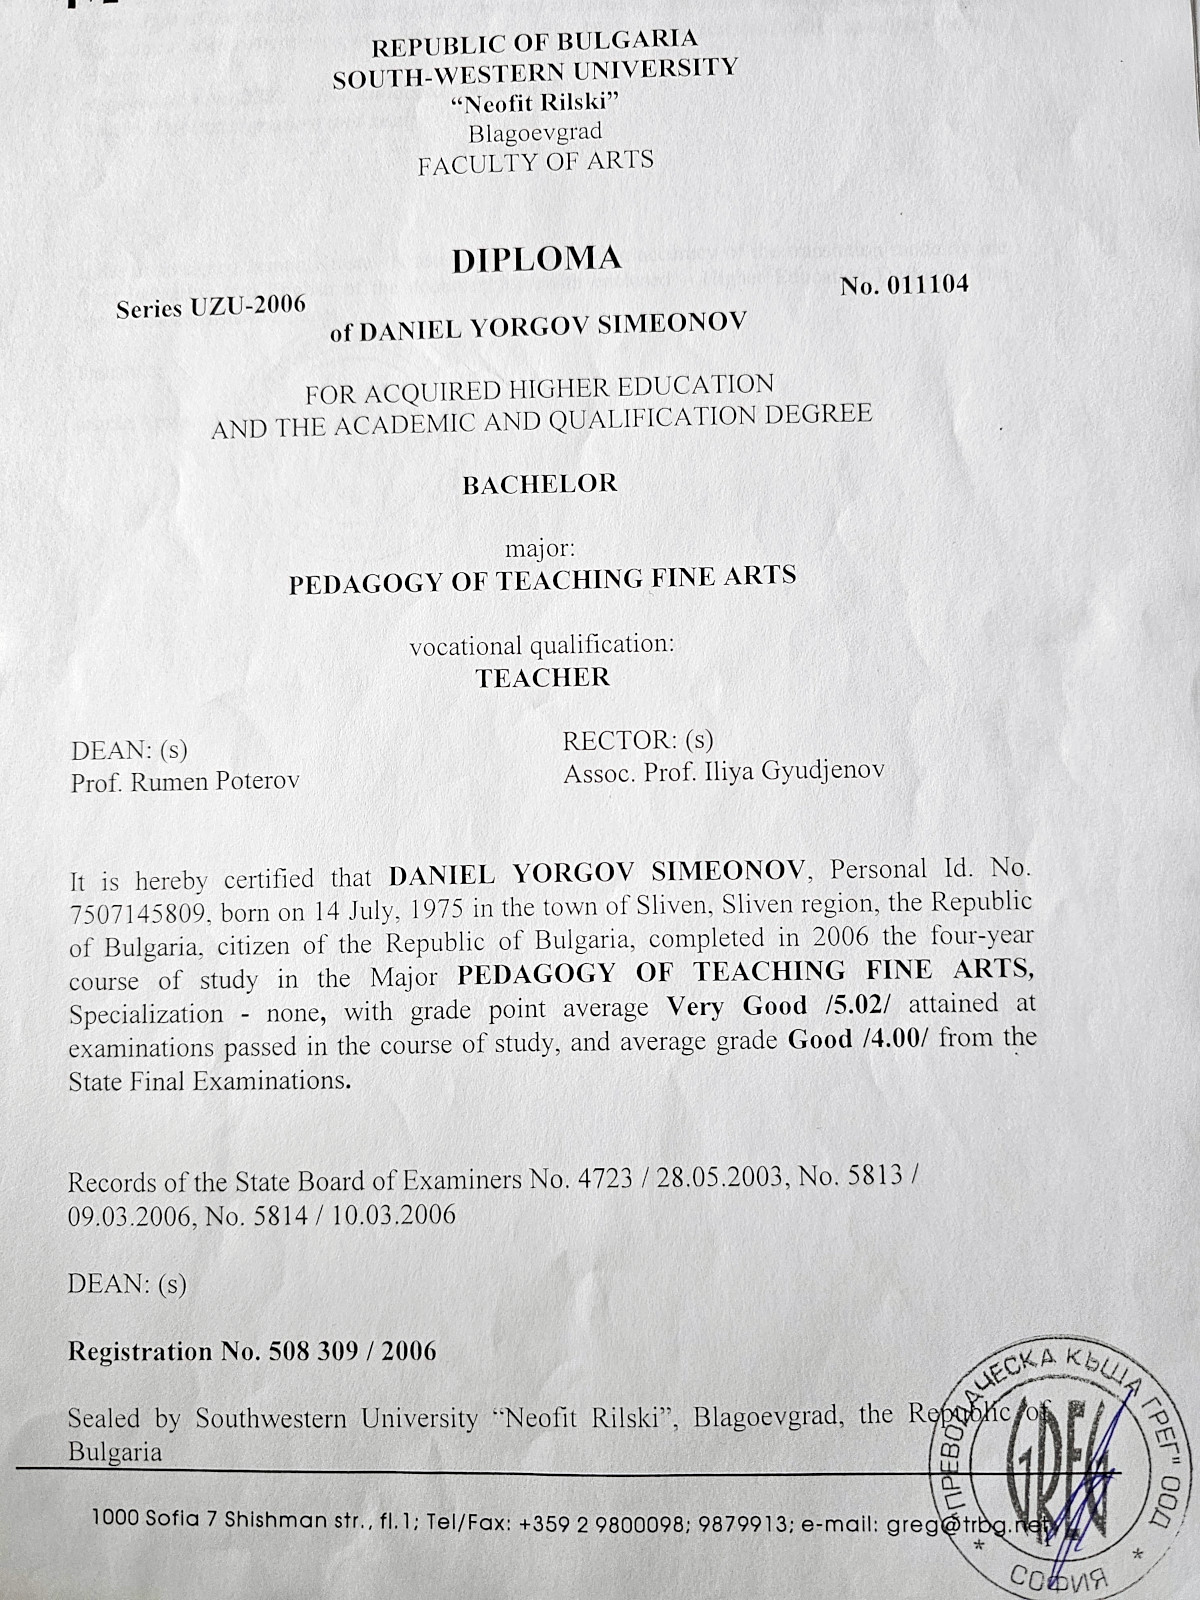 REPUBLIC OF BULGARIA
SOUTH-WESTERN UNIVERSITY
“Neofit Rilski”
Blagoevgrad
FACULTY OF ARTS
DIPLOMA
Series UZU-2006
No. 011104
of DANIEL YORGOV SIMEONOV
FOR ACQUIRED HIGHER EDUCATION
AND THE ACADEMIC AND QUALIFICATION DEGREE
BACHELOR
major:
PEDAGOGY OF TEACHING FINE ARTS
vocational qualification:
TEACHER
DEAN: (s)
Prof. Rumen Poterov
RECTOR: (s)
Assoc. Prof. Iliya Gyudjenov
It is hereby certified that DANIEL YORGOV SIMEONOV, Personal Id. No.
7507145809, born on 14 July, 1975 in the town of Sliven, Sliven region, the Republic
of Bulgaria, citizen of the Republic of Bulgaria, completed in 2006 the four-year
course of study in the Major PEDAGOGY OF TEACHING FINE ARTS,
Specialization - none, with grade point average Very Good /5.02/ attained at
examinations passed in the course of study, and average grade Good /4.00/ from the
State Final Examinations.
Records of the State Board of Examiners No. 4723 / 28.05.2003, No. 5813 /
09.03.2006, No. 5814 / 10.03.2006
DEAN: (s)
Registration No. 508 309 / 2006
Sealed by Southwestern University “Neofit Rilski”, Blagoevgrad, the Republic of
Bulgaria
1000 Sofia 7 Shishman str., fl.1; Tel/Fax: +359 2 9800098; 9879913; e-mail: greg@trbg.net
"ПРЕВОДАЧЕСКА КЪЩА ГРЕГ" ООД
GREG
* СОФИЯ *